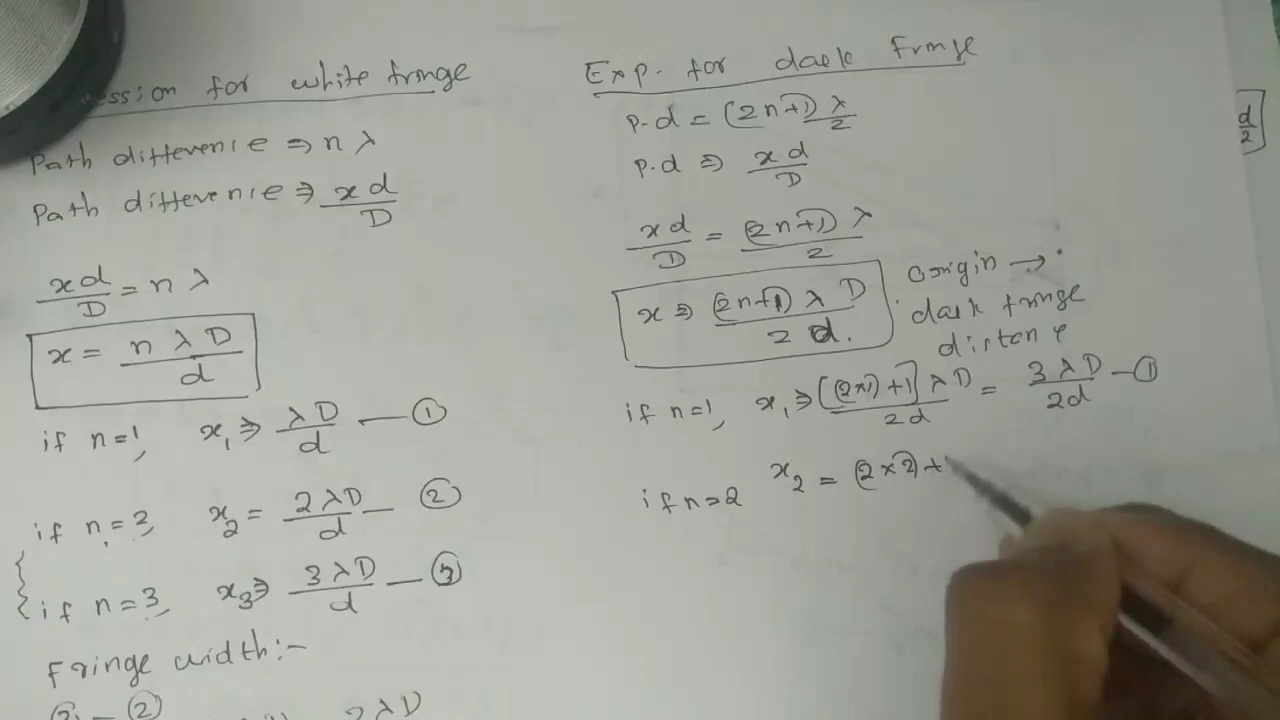 ession for white fringe
Path difference ⇒ nλ
Path difference ⇒ xd/D
xd/D = nλ
x = nλD/d
if n=1, x₁ ⇒ λD/d — ①
if n=2, x₂ = 2λD/d — ②
if n=3, x₃ ⇒ 3λD/d — ③
Fringe width:-
Exp. for dark fringe
p.d = (2n+1)λ/2
p.d ⇒ xd/D
xd/D = (2n+1)λ/2
x ⇒ (2n+1)λD/2d.
origin →
dark fringe
distance
if n=1, x₁ ⇒ [(2×1)+1]λD/2d = 3λD/2d — ①
if n=2 x₂ = (2×2)+
d/2